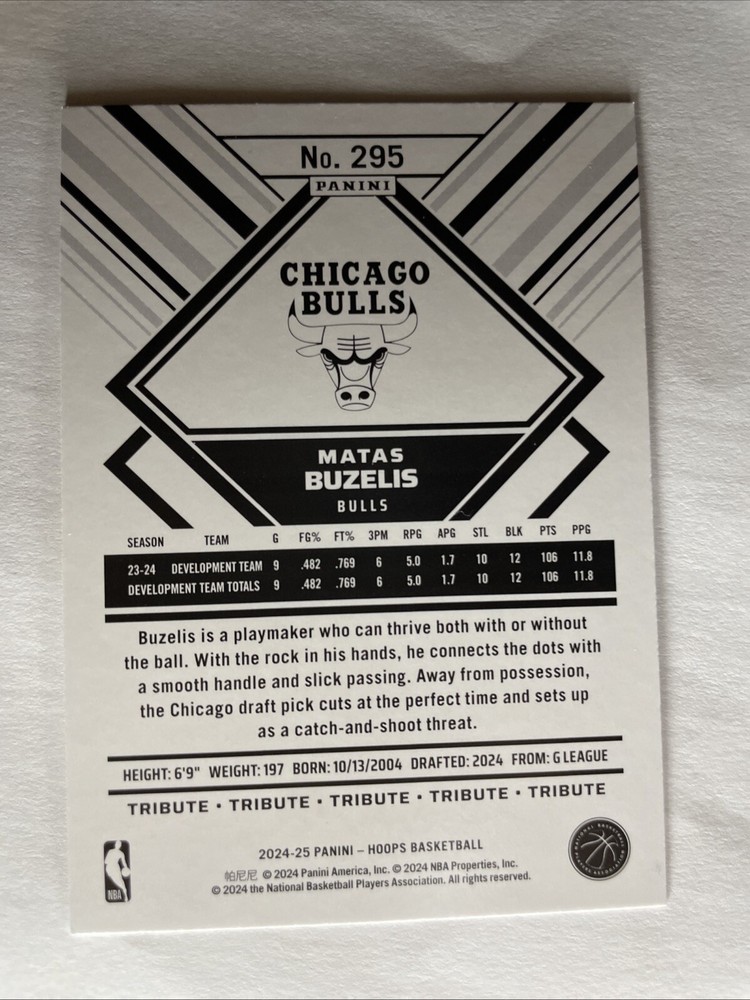 No. 295
PANINI
CHICAGO
BULLS
MATAS
BUZELIS
BULLS
SEASON TEAM G FG% FT% 3PM RPG APG STL BLK PTS PPG
23-24 DEVELOPMENT TEAM 9 .482 .769 6 5.0 1.7 10 12 106 11.8
DEVELOPMENT TEAM TOTALS 9 .482 .769 6 5.0 1.7 10 12 106 11.8
Buzelis is a playmaker who can thrive both with or without
the ball. With the rock in his hands, he connects the dots with
a smooth handle and slick passing. Away from possession,
the Chicago draft pick cuts at the perfect time and sets up
as a catch-and-shoot threat.
HEIGHT: 6'9" WEIGHT: 197 BORN: 10/13/2004 DRAFTED: 2024 FROM: G LEAGUE
TRIBUTE • TRIBUTE • TRIBUTE • TRIBUTE • TRIBUTE
2024-25 PANINI – HOOPS BASKETBALL
帕尼尼 © 2024 Panini America, Inc. © 2024 NBA Properties, Inc.
© 2024 the National Basketball Players Association. All rights reserved.
NBA
NATIONAL BASKETBALL
PLAYERS ASSOCIATION